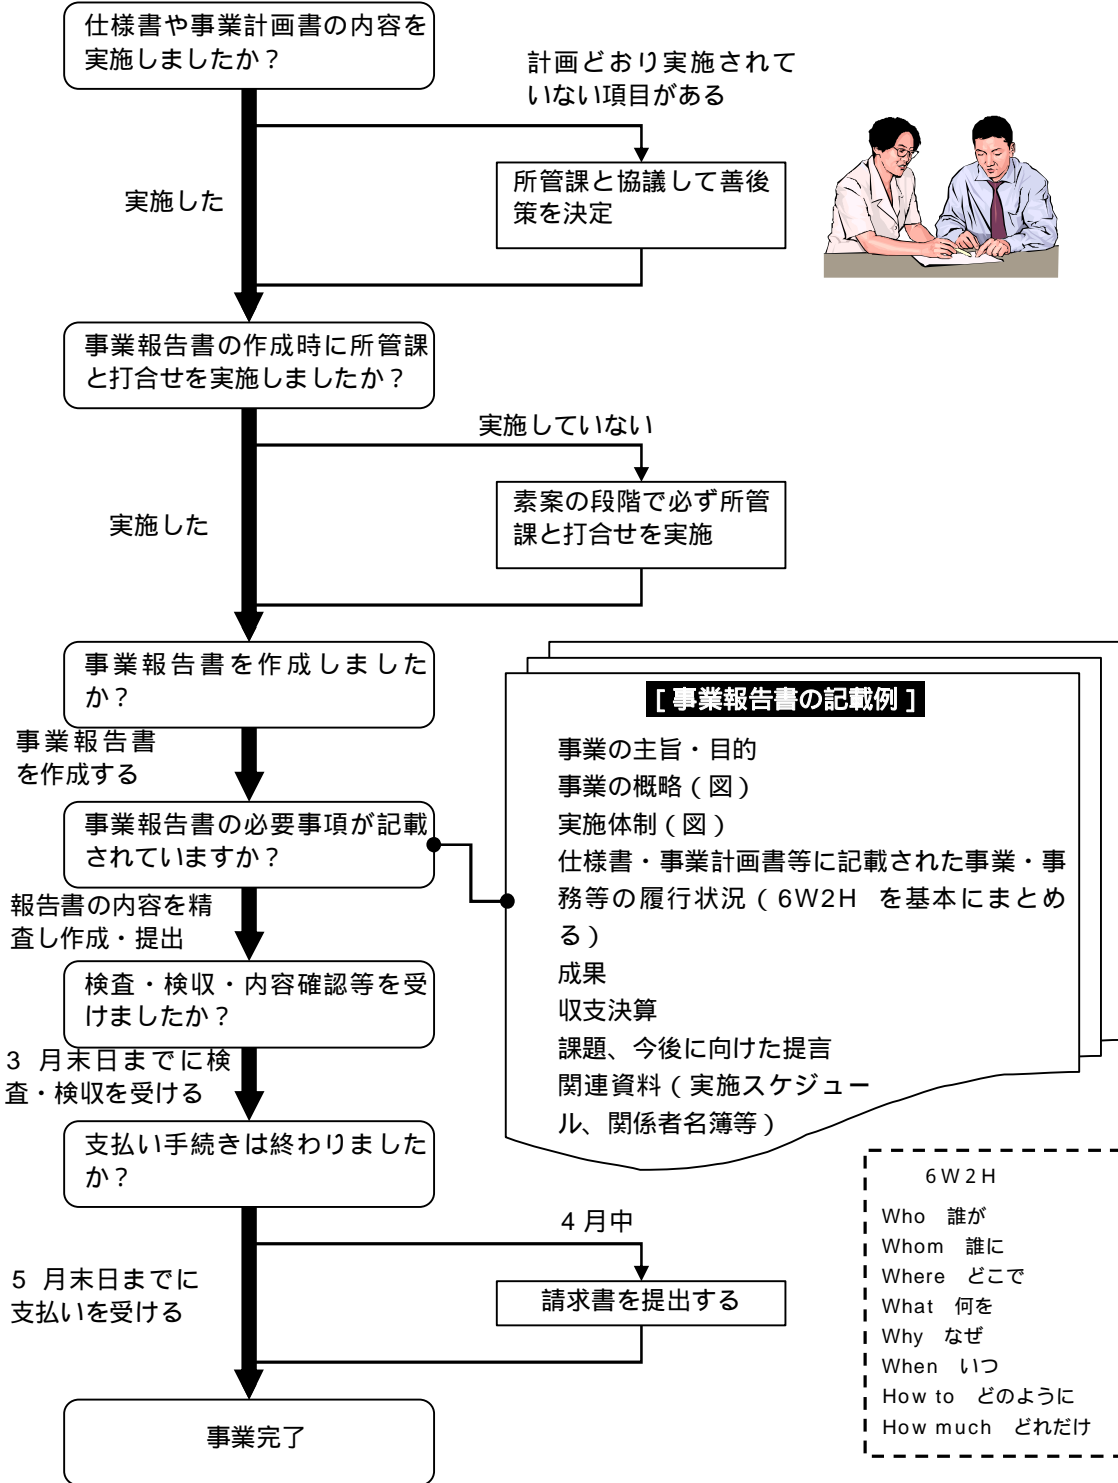 仕様書や事業計画書の内容を
実施しましたか？
計画どおり実施されて
いない項目がある
所管課と協議して善後
策を決定
実施した
事業報告書の作成時に所管課
と打合せを実施しましたか？
実施していない
素案の段階で必ず所管
課と打合せを実施
実施した
事業報告書を作成しました
か？
事業報告書
を作成する
事業報告書の必要事項が記載
されていますか？
報告書の内容を精
査し作成・提出
検査・検収・内容確認等を受
けましたか？
3 月末日までに検
査・検収を受ける
支払い手続きは終わりました
か？
4月中
請求書を提出する
5 月末日までに
支払いを受ける
事業完了
[ 事業報告書の記載例 ]
事業の主旨・目的
事業の概略（図）
実施体制（図）
仕様書・事業計画書等に記載された事業・事
務等の履行状況（6W2H を基本にまとめ
る）
成果
収支決算
課題、今後に向けた提言
関連資料（実施スケジュー
ル、関係者名簿等）
6W2H
Who 誰が
Whom 誰に
Where どこで
What 何を
Why なぜ
When いつ
How to どのように
How much どれだけ